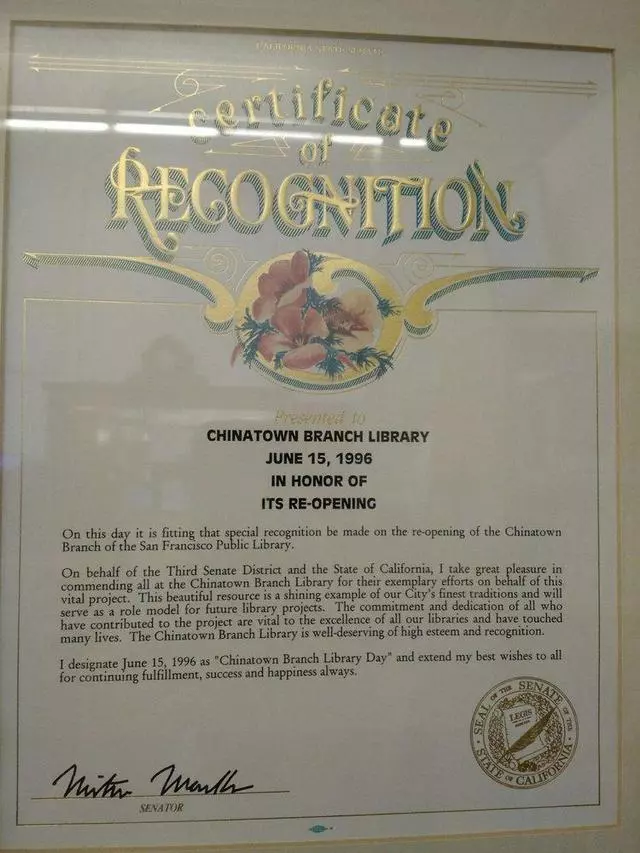 CALIFORNIA STATE SENATE
Certificate
of
RECOGNITION
Presented to
CHINATOWN BRANCH LIBRARY
JUNE 15, 1996
IN HONOR OF
ITS RE-OPENING
On this day it is fitting that special recognition be made on the re-opening of the Chinatown
Branch of the San Francisco Public Library.
On behalf of the Third Senate District and the State of California, I take great pleasure in
commending all at the Chinatown Branch Library for their exemplary efforts on behalf of this
vital project. This beautiful resource is a shining example of our City's finest traditions and will
serve as a role model for future library projects. The commitment and dedication of all who
have contributed to the project are vital to the excellence of all our libraries and have touched
many lives. The Chinatown Branch Library is well-deserving of high esteem and recognition.
I designate June 15, 1996 as "Chinatown Branch Library Day" and extend my best wishes to all
for continuing fulfillment, success and happiness always.
SEAL OF THE SENATE OF THE STATE OF CALIFORNIA
LEGIS
SENATOR